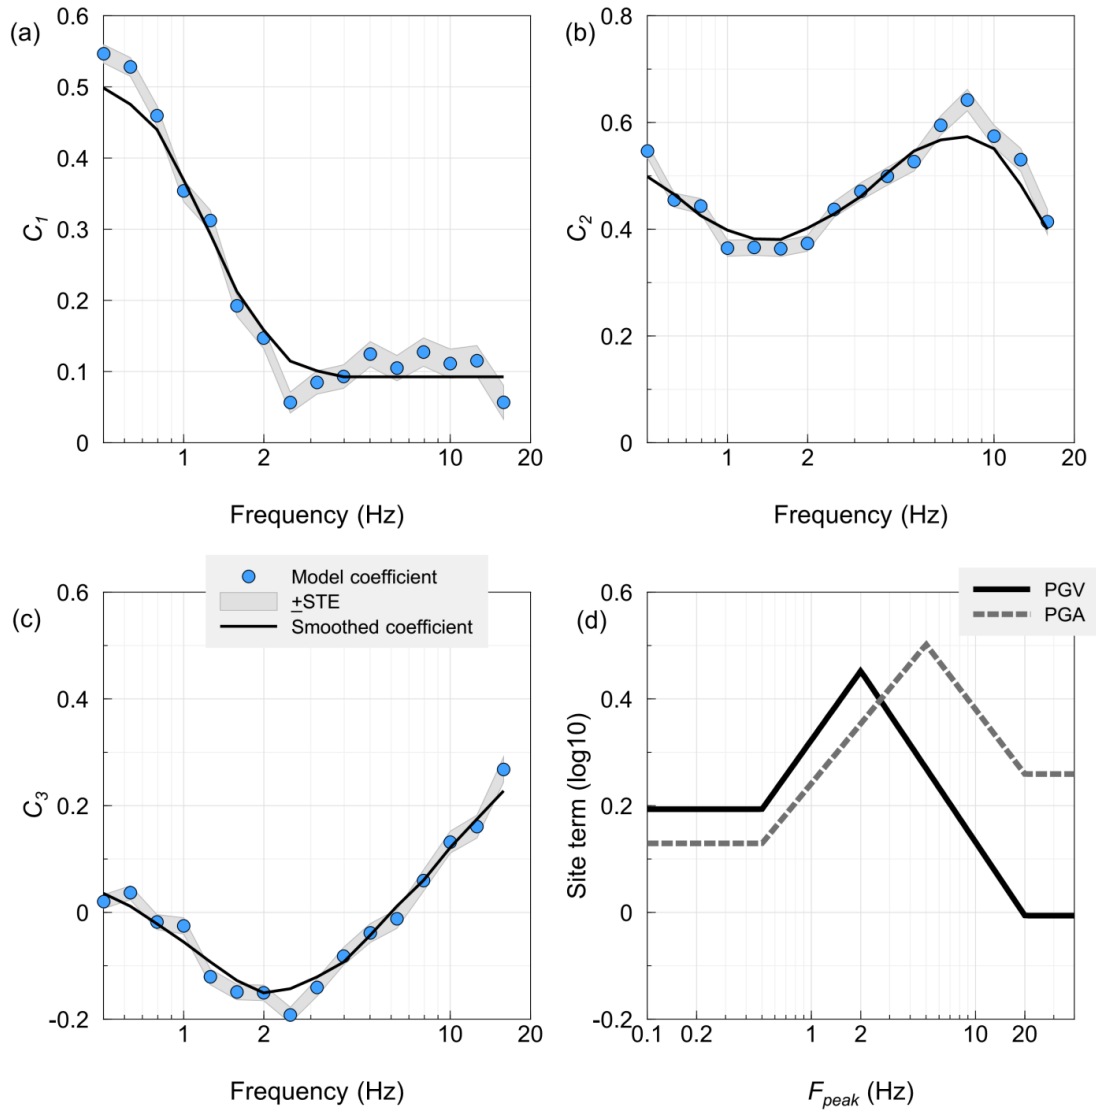 (a)
0.6
0.5
0.4
0.3
0.2
0.1
0
C1
1
2
10
20
Frequency (Hz)
(b)
0.8
0.6
0.4
0.2
0
C2
1
2
10
20
Frequency (Hz)
(c)
Model coefficient
+STE
Smoothed coefficient
0.6
0.4
0.2
0
-0.2
C3
1
2
10
20
Frequency (Hz)
(d)
PGV
PGA
0.6
0.4
0.2
0
-0.2
Site term (log10)
0.1
0.2
1
2
10
20
Fpeak (Hz)